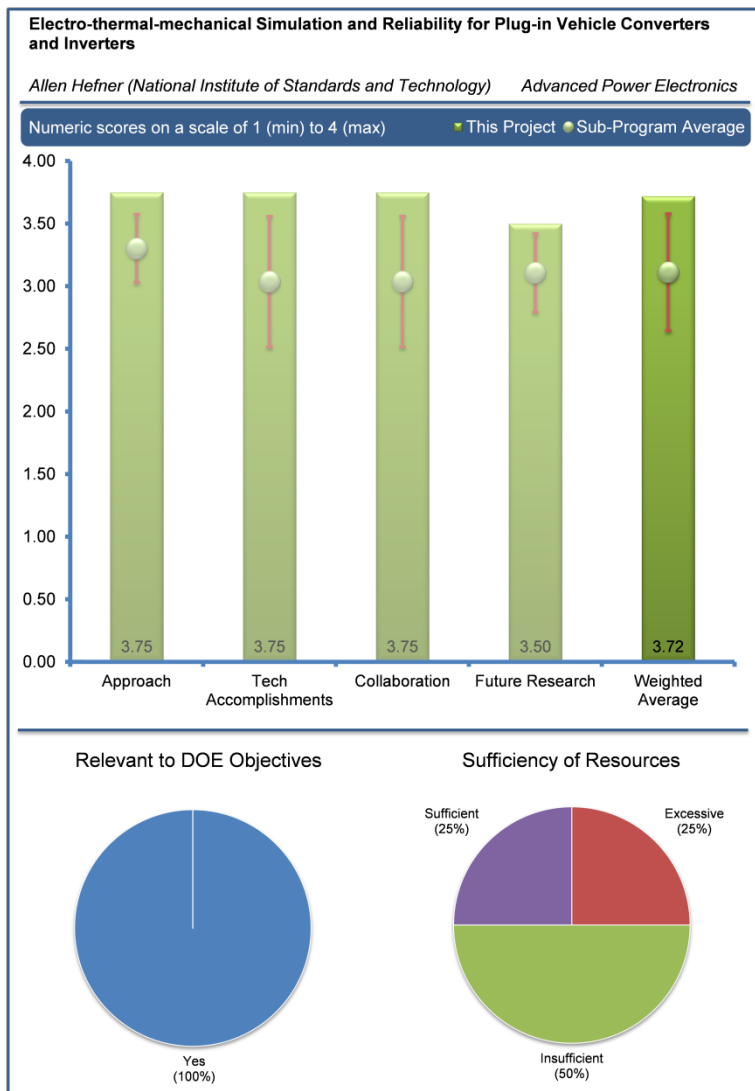 Electro-thermal-mechanical Simulation and Reliability for Plug-in Vehicle Converters
and Inverters
Allen Hefner (National Institute of Standards and Technology) Advanced Power Electronics
Numeric scores on a scale of 1 (min) to 4 (max) This Project Sub-Program Average
4.00
3.50
3.00
2.50
2.00
1.50
1.00
0.50
0.00
3.75 3.75 3.75 3.50 3.72
Approach Tech Collaboration Future Research Weighted
Accomplishments Average
Relevant to DOE Objectives Sufficiency of Resources
Sufficient Excessive
(25%) (25%)
Yes Insufficient
(100%) (50%)